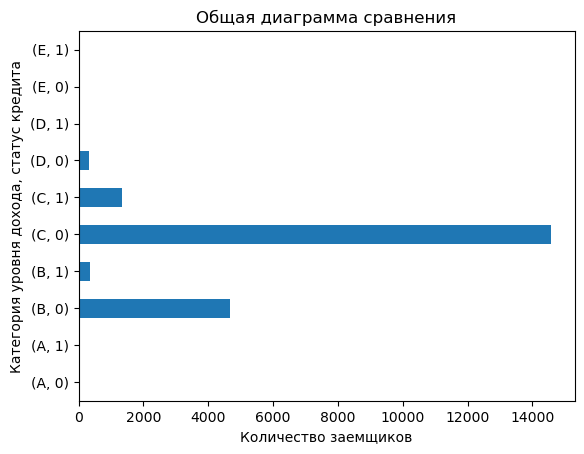 Общая диаграмма сравнения
Категория уровня дохода, статус кредита
(E, 1)
(E, 0)
(D, 1)
(D, 0)
(C, 1)
(C, 0)
(B, 1)
(B, 0)
(A, 1)
(A, 0)
0 2000 4000 6000 8000 10000 12000 14000
Количество заемщиков